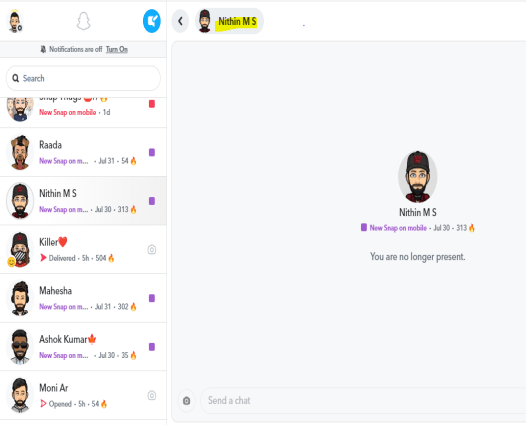 Nithin M S
Notifications are off Turn On
Search
New Snap on mobile · 1d
Raada
New Snap on m... · Jul 31 · 54 🔥
Nithin M S
New Snap on m... · Jul 30 · 313 🔥
Killer❤️
Delivered · 5h · 504 🔥
Mahesha
New Snap on m... · Jul 31 · 302 🔥
Ashok Kumar🍁
New Snap on m... · Jul 30 · 35 🔥
Moni Ar
Opened · 5h · 54 🔥
Nithin M S
New Snap on mobile · Jul 30 · 313 🔥
You are no longer present.
Send a chat